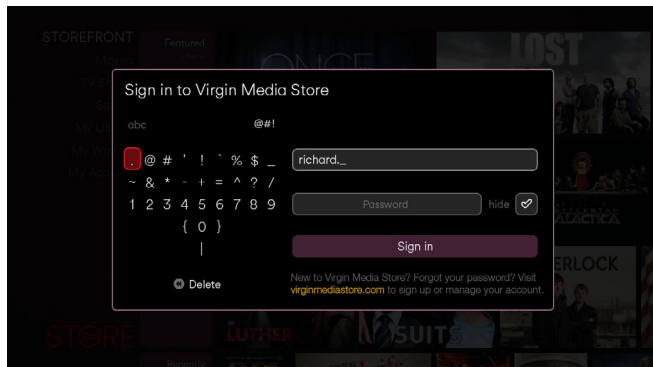 STOREFRONT
Featured
Movies
ONCE
LOST
Sign in to Virgin Media Store
abc
@#!
. @ # ' ! ` % $ _
richard._
~ & * - + = ^ ? /
1 2 3 4 5 6 7 8 9
Password
hide
{ 0 }
|
Sign in
Delete
New to Virgin Media Store? Forgot your password? Visit
virginmediastore.com to sign up or manage your account.
GALACTICA
STORE
LUTHER
SUITS
Recently